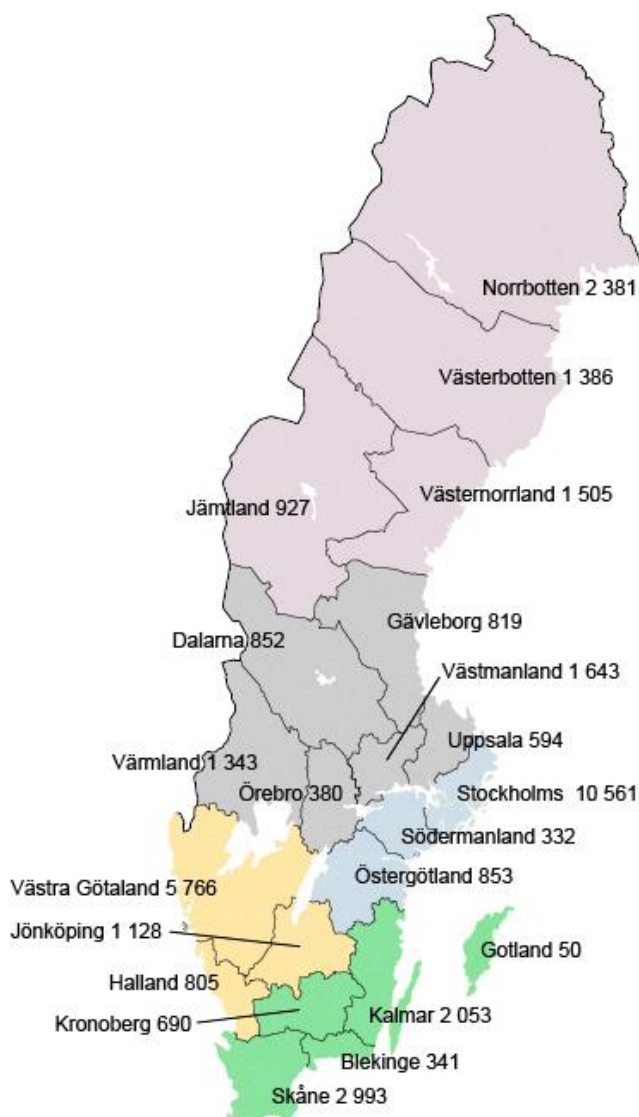 Norrbotten 2 381
Västerbotten 1 386
Västernorrland 1 505
Jämtland 927
Gävleborg 819
Dalarna 852
Västmanland 1 643
Uppsala 594
Värmland 1 343
Örebro 380
Stockholms 10 561
Södermanland 332
Östergötland 853
Västra Götaland 5 766
Jönköping 1 128
Gotland 50
Halland 805
Kronoberg 690
Kalmar 2 053
Blekinge 341
Skåne 2 993